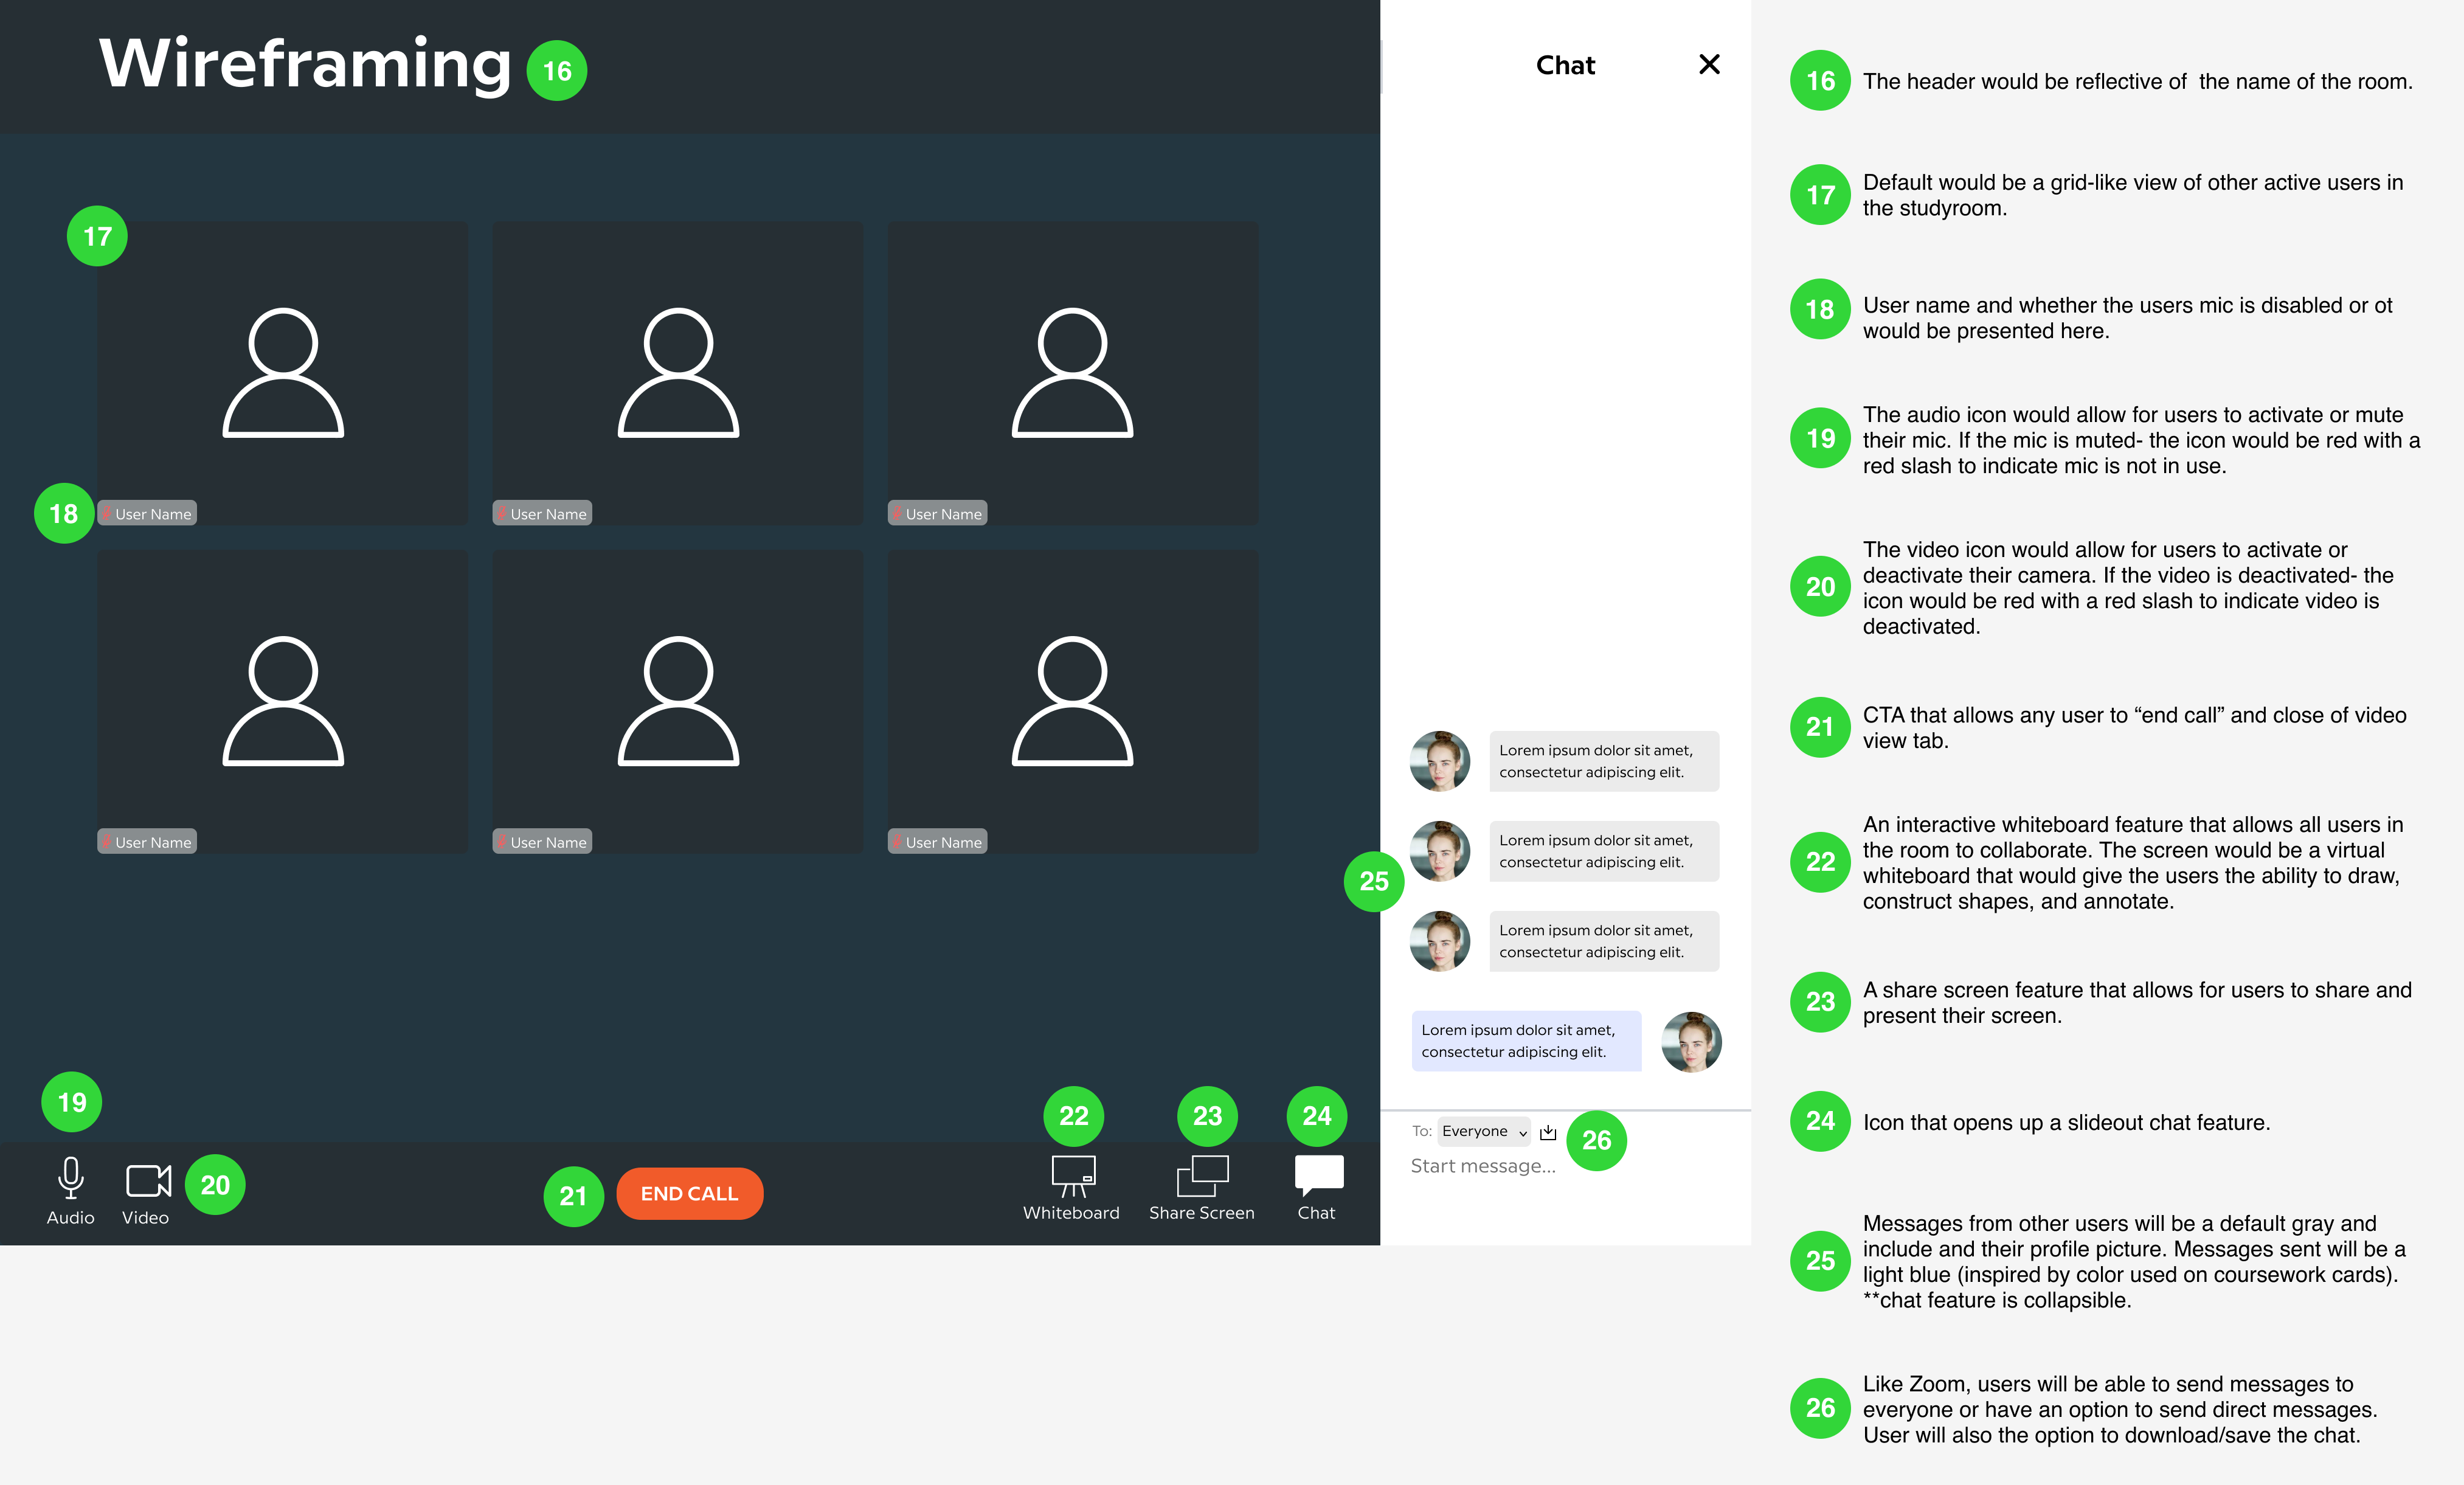 Wireframing
16
17
18
User Name
User Name
User Name
User Name
User Name
User Name
19
Audio
Video
20
21
END CALL
22
Whiteboard
23
Share Screen
24
Chat
Chat
Lorem ipsum dolor sit amet,
consectetur adipiscing elit.
Lorem ipsum dolor sit amet,
consectetur adipiscing elit.
25
Lorem ipsum dolor sit amet,
consectetur adipiscing elit.
Lorem ipsum dolor sit amet,
consectetur adipiscing elit.
To: Everyone
26
Start message...
16
The header would be reflective of  the name of the room.
17
Default would be a grid-like view of other active users in
the studyroom.
18
User name and whether the users mic is disabled or ot
would be presented here.
19
The audio icon would allow for users to activate or mute
their mic. If the mic is muted- the icon would be red with a
red slash to indicate mic is not in use.
20
The video icon would allow for users to activate or
deactivate their camera. If the video is deactivated- the
icon would be red with a red slash to indicate video is
deactivated.
21
CTA that allows any user to “end call” and close of video
view tab.
22
An interactive whiteboard feature that allows all users in
the room to collaborate. The screen would be a virtual
whiteboard that would give the users the ability to draw,
construct shapes, and annotate.
23
A share screen feature that allows for users to share and
present their screen.
24
Icon that opens up a slideout chat feature.
25
Messages from other users will be a default gray and
include and their profile picture. Messages sent will be a
light blue (inspired by color used on coursework cards).
**chat feature is collapsible.
26
Like Zoom, users will be able to send messages to
everyone or have an option to send direct messages.
User will also the option to download/save the chat.